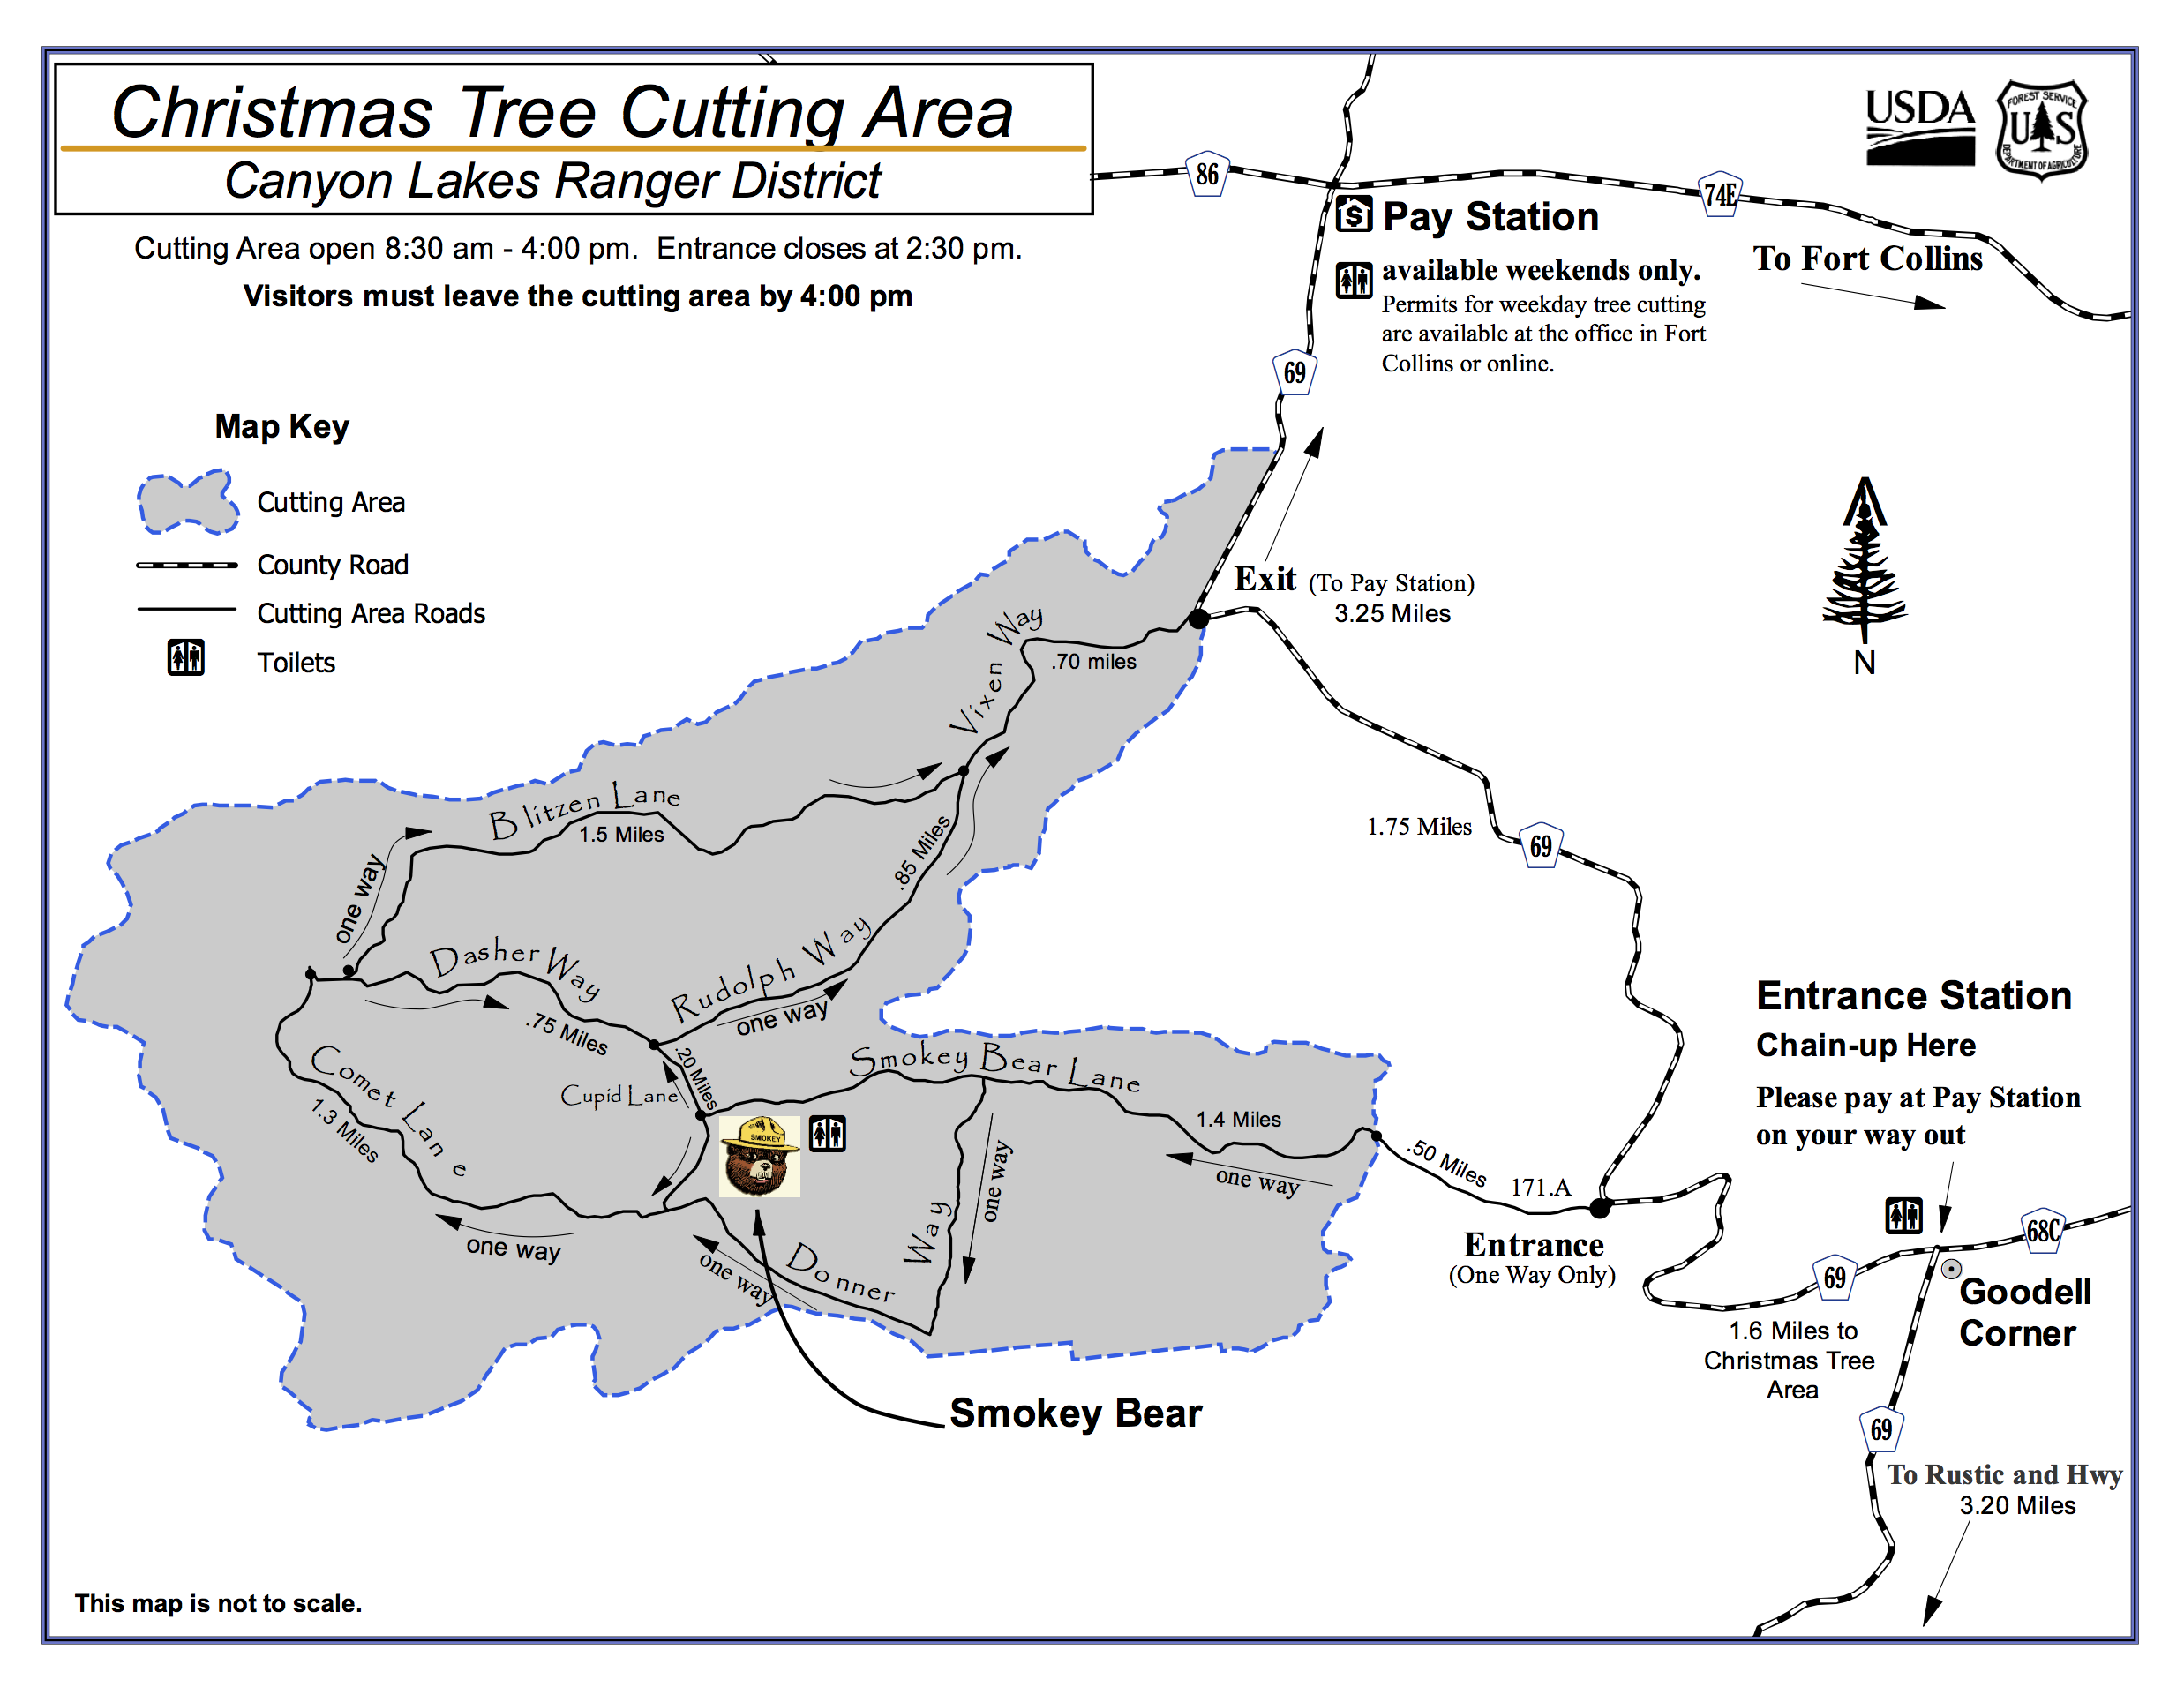 Christmas Tree Cutting Area
Canyon Lakes Ranger District
Cutting Area open 8:30 am - 4:00 pm.  Entrance closes at 2:30 pm.
Visitors must leave the cutting area by 4:00 pm
USDA
FOREST SERVICE
U S
DEPARTMENT OF AGRICULTURE
86
74E
Pay Station
available weekends only.
Permits for weekday tree cutting
are available at the office in Fort
Collins or online.
To Fort Collins
69
Map Key
Cutting Area
County Road
Cutting Area Roads
Toilets
Exit (To Pay Station)
3.25 Miles
N
Vixen Way
.70 miles
Blitzen Lane
1.5 Miles
one way
.85 Miles
1.75 Miles
69
Dasher Way
.75 Miles
Rudolph Way
one way
.20 Miles
Cupid Lane
Comet Lane
1.3 Miles
one way
Smokey Bear Lane
1.4 Miles
one way
SMOKEY
one way
Donner Way
one way
.50 Miles
171.A
Entrance
(One Way Only)
Entrance Station
Chain-up Here
Please pay at Pay Station
on your way out
68C
69
Goodell
Corner
1.6 Miles to
Christmas Tree
Area
69
To Rustic and Hwy
3.20 Miles
Smokey Bear
This map is not to scale.